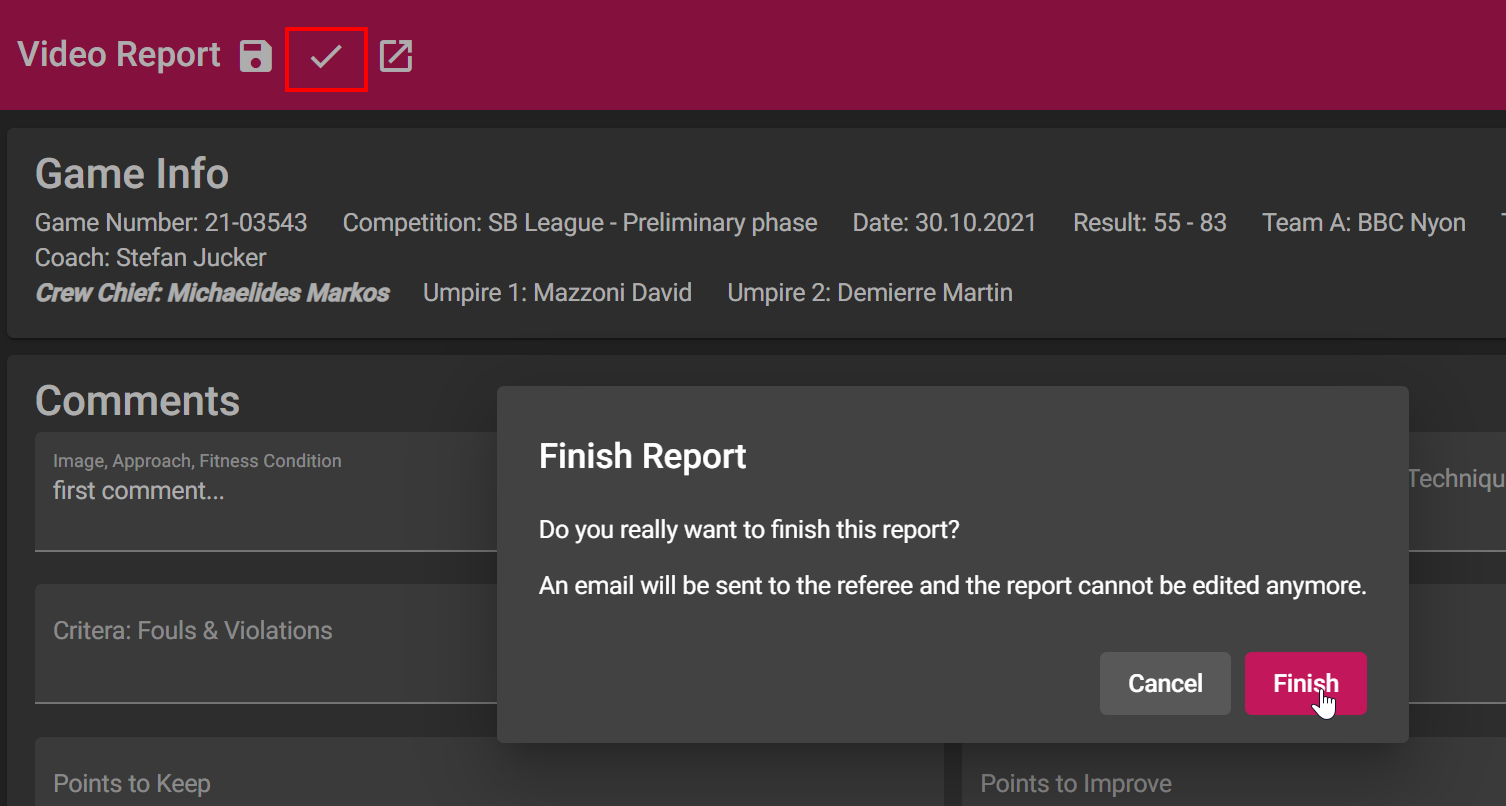 Video Report
Game Info
Game Number: 21-03543 Competition: SB League - Preliminary phase Date: 30.10.2021 Result: 55 - 83 Team A: BBC Nyon
Coach: Stefan Jucker
Crew Chief: Michaelides Markos Umpire 1: Mazzoni David Umpire 2: Demierre Martin
Comments
Image, Approach, Fitness Condition
first comment...
Techniqu
Finish Report
Do you really want to finish this report?
An email will be sent to the referee and the report cannot be edited anymore.
Critera: Fouls & Violations
Cancel Finish
Points to Keep Points to Improve